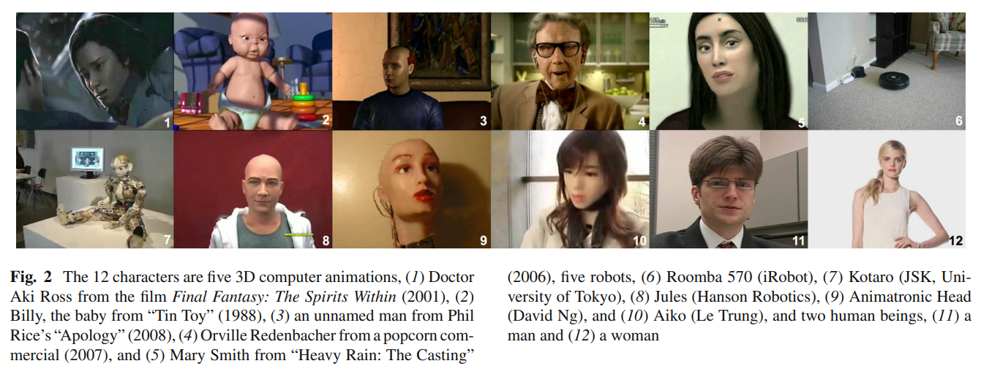 1
2
3
4
5
6
7
8
9
10
11
12
Fig. 2 The 12 characters are five 3D computer animations, (1) Doctor
Aki Ross from the film Final Fantasy: The Spirits Within (2001), (2)
Billy, the baby from “Tin Toy” (1988), (3) an unnamed man from Phil
Rice’s “Apology” (2008), (4) Orville Redenbacher from a popcorn com-
mercial (2007), and (5) Mary Smith from “Heavy Rain: The Casting”
(2006), five robots, (6) Roomba 570 (iRobot), (7) Kotaro (JSK, Uni-
versity of Tokyo), (8) Jules (Hanson Robotics), (9) Animatronic Head
(David Ng), and (10) Aiko (Le Trung), and two human beings, (11) a
man and (12) a woman